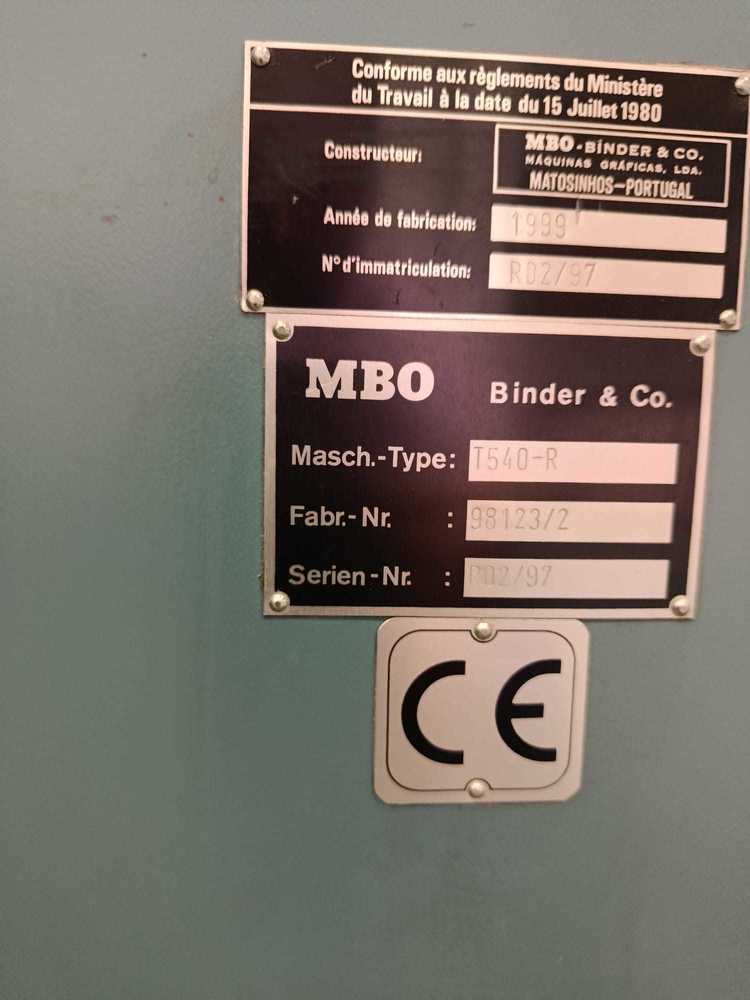 Conforme aux règlements du Ministère
du Travail à la date du 15 Juillet 1980
Constructeur:
MBO-BINDER & CO.
MÁQUINAS GRÁFICAS, LDA.
MATOSINHOS-PORTUGAL
Année de fabrication: 1999
N° d'immatriculation: R02/97
MBO Binder & Co.
Masch.-Type: T540-R
Fabr.-Nr. : 98123/2
Serien-Nr. : R02/97
CE